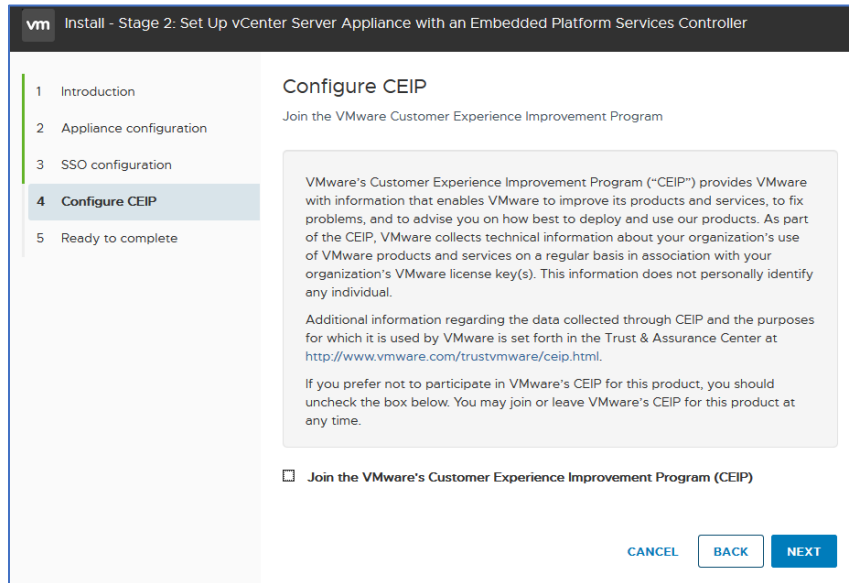 vm Install - Stage 2: Set Up vCenter Server Appliance with an Embedded Platform Services Controller
1 Introduction
2 Appliance configuration
3 SSO configuration
4 Configure CEIP
5 Ready to complete
Configure CEIP
Join the VMware Customer Experience Improvement Program
VMware's Customer Experience Improvement Program ("CEIP") provides VMware
with information that enables VMware to improve its products and services, to fix
problems, and to advise you on how best to deploy and use our products. As part
of the CEIP, VMware collects technical information about your organization's use
of VMware products and services on a regular basis in association with your
organization's VMware license key(s). This information does not personally identify
any individual.
Additional information regarding the data collected through CEIP and the purposes
for which it is used by VMware is set forth in the Trust & Assurance Center at
http://www.vmware.com/trustvmware/ceip.html.
If you prefer not to participate in VMware's CEIP for this product, you should
uncheck the box below. You may join or leave VMware's CEIP for this product at
any time.
Join the VMware's Customer Experience Improvement Program (CEIP)
CANCEL BACK NEXT